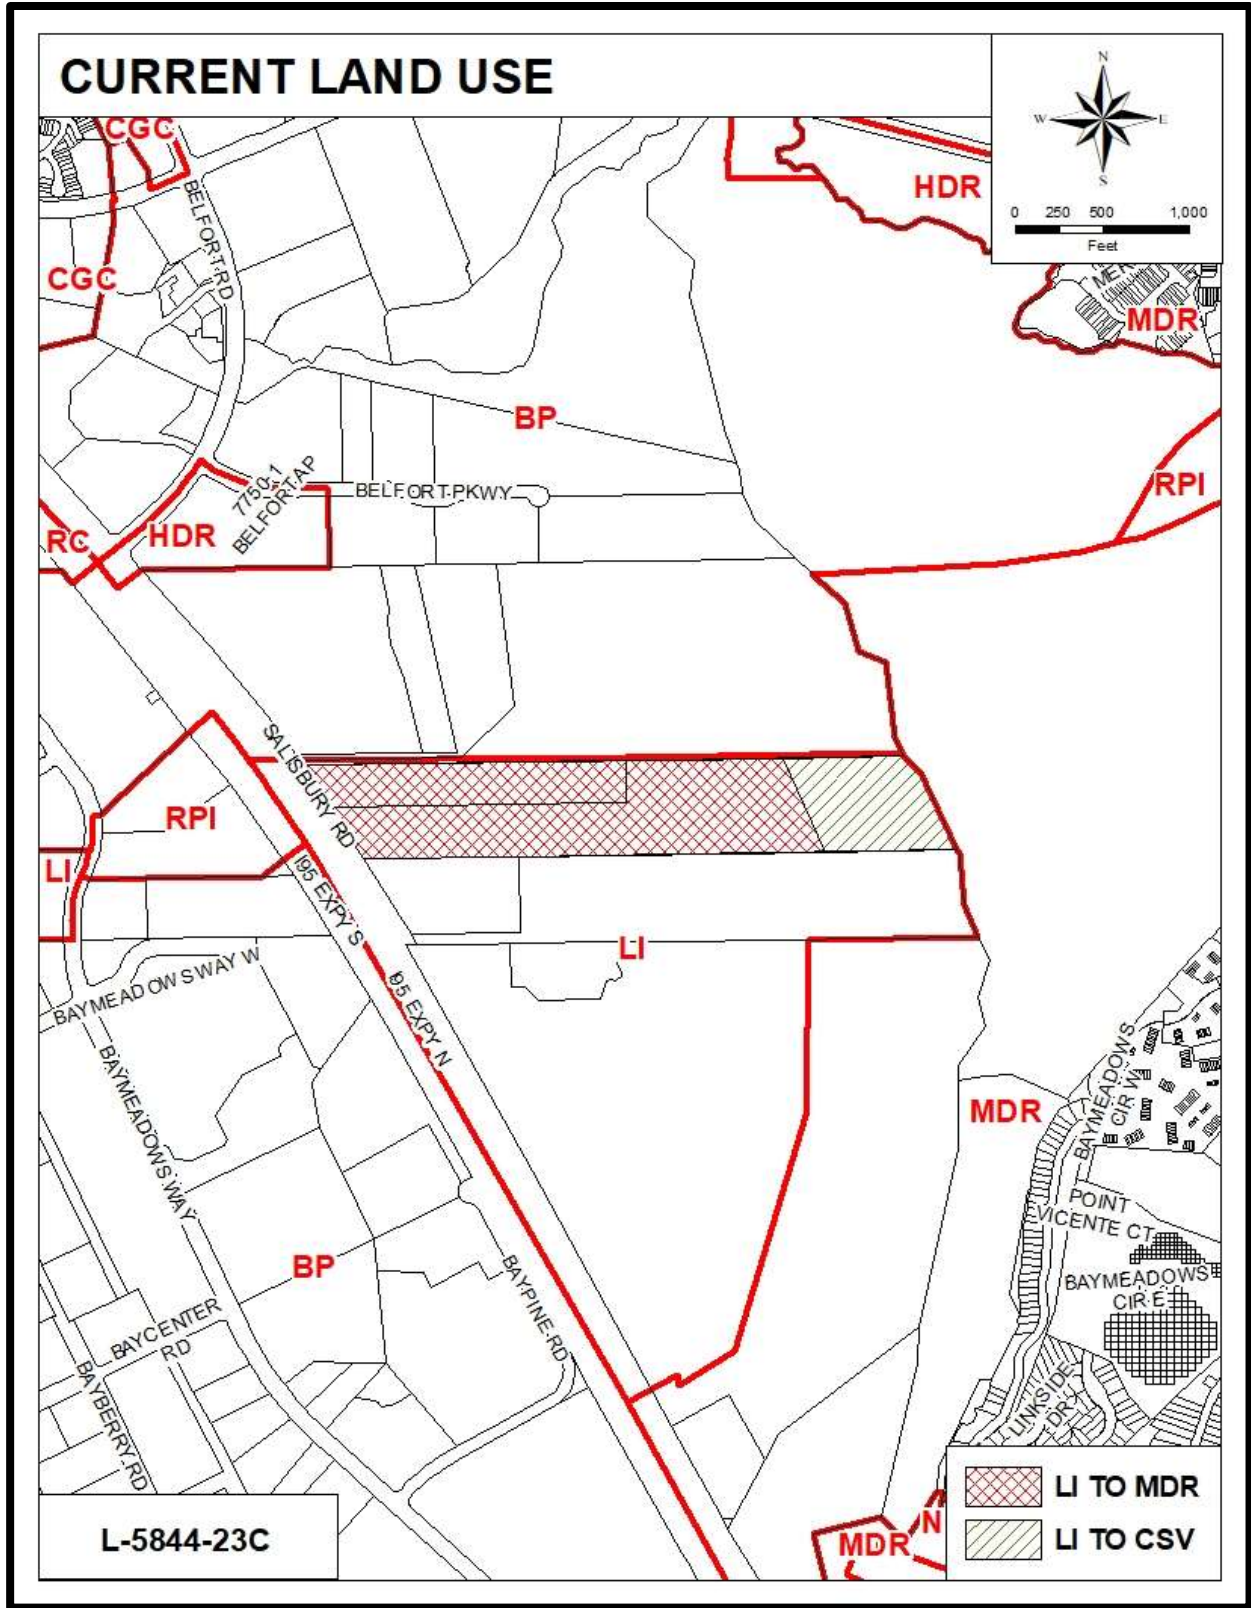 CURRENT LAND USE
N
W
E
S
0 250 500 1,000
Feet
CGC
HDR
BELFORT RD
CGC
MDR
BP
RPI
7750-1
BELFORT AP
BELFORT PKWY
RC
HDR
SALISBURY RD
RPI
LI
I95 EXPY S
LI
BAYMEADOWS WAY W
I95 EXPY N
BAYMEADOWS
CIR W
BAYMEADOWS WAY
MDR
POINT
VICENTE CT
BP
BAYPINE RD
BAYMEADOWS
CIR E
BAYCENTER
RD
BAYBERRY RD
LINKSIDE
DR
LI TO MDR
LI TO CSV
L-5844-23C
MDR
N